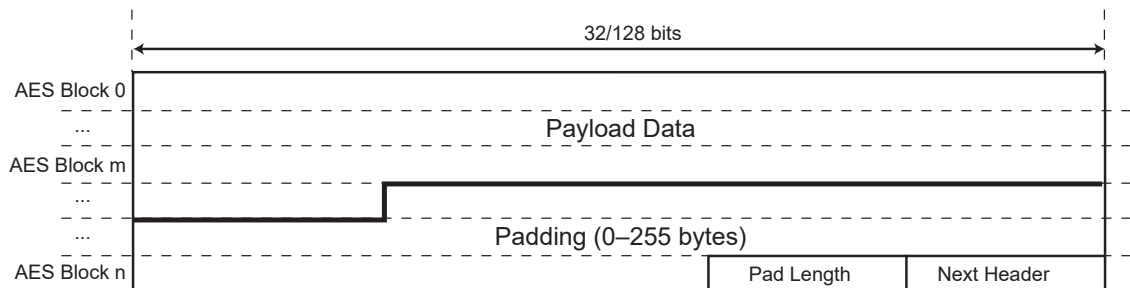 32/128 bits
AES Block 0
...
Payload Data
AES Block m
...
...
Padding (0–255 bytes)
AES Block n
Pad Length
Next Header